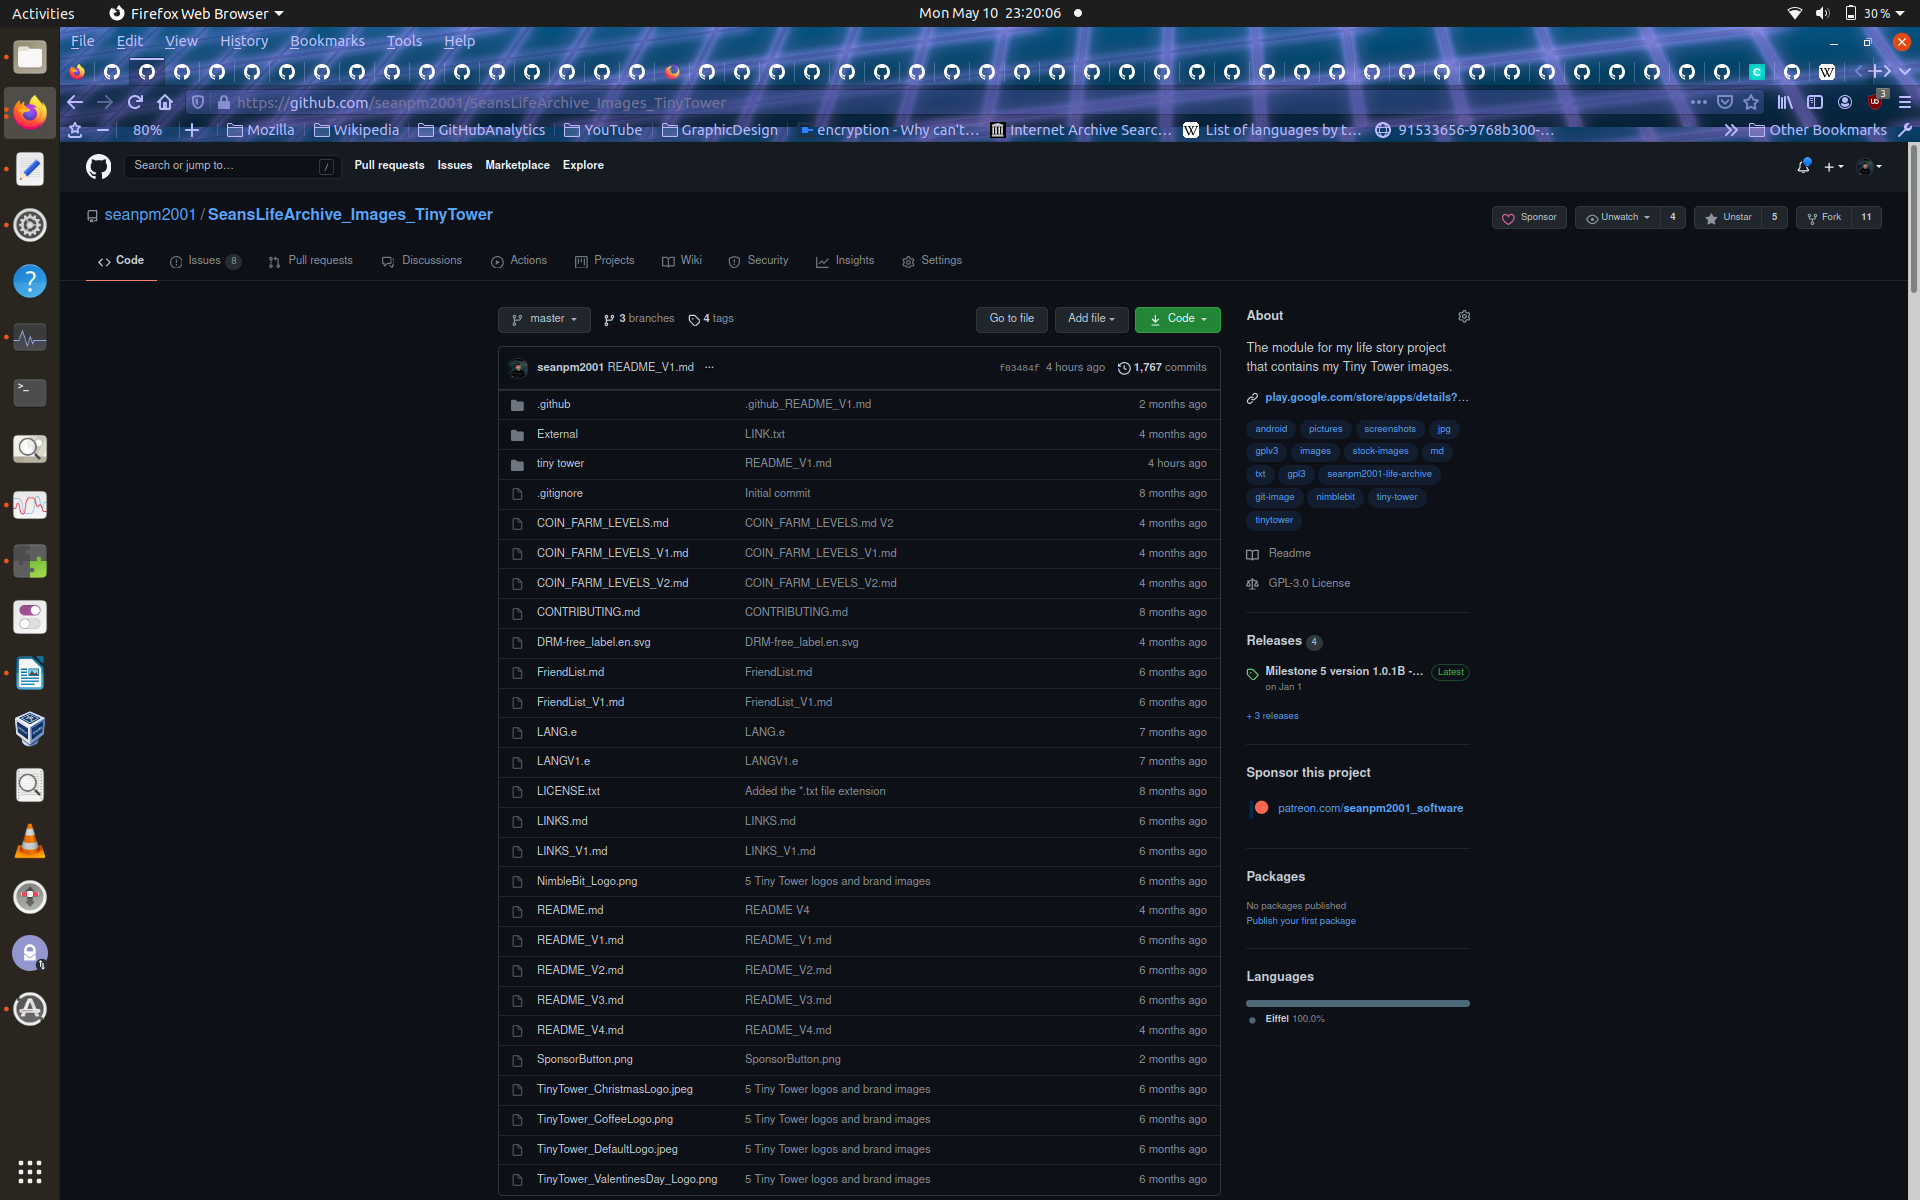 Activities Firefox Web Browser Mon May 10 23:20:06 30 %
File Edit View History Bookmarks Tools Help
https://github.com/seanpm2001/SeansLifeArchive_Images_TinyTower 3
80% Mozilla Wikipedia GitHubAnalytics YouTube GraphicDesign encryption - Why can't… Internet Archive Searc… List of languages by t… 91533656-9768b300-… Other Bookmarks
Search or jump to… / Pull requests Issues Marketplace Explore
seanpm2001 / SeansLifeArchive_Images_TinyTower Sponsor Unwatch 4 Unstar 5 Fork 11
Code Issues 8 Pull requests Discussions Actions Projects Wiki Security Insights Settings
master 3 branches 4 tags Go to file Add file Code
seanpm2001 README_V1.md ... f03484f 4 hours ago 1,767 commits
.github .github_README_V1.md 2 months ago
External LINK.txt 4 months ago
tiny tower README_V1.md 4 hours ago
.gitignore Initial commit 8 months ago
COIN_FARM_LEVELS.md COIN_FARM_LEVELS.md V2 4 months ago
COIN_FARM_LEVELS_V1.md COIN_FARM_LEVELS_V1.md 4 months ago
COIN_FARM_LEVELS_V2.md COIN_FARM_LEVELS_V2.md 4 months ago
CONTRIBUTING.md CONTRIBUTING.md 8 months ago
DRM-free_label.en.svg DRM-free_label.en.svg 4 months ago
FriendList.md FriendList.md 6 months ago
FriendList_V1.md FriendList_V1.md 6 months ago
LANG.e LANG.e 7 months ago
LANGV1.e LANGV1.e 7 months ago
LICENSE.txt Added the *.txt file extension 8 months ago
LINKS.md LINKS.md 6 months ago
LINKS_V1.md LINKS_V1.md 6 months ago
NimbleBit_Logo.png 5 Tiny Tower logos and brand images 6 months ago
README.md README V4 4 months ago
README_V1.md README_V1.md 6 months ago
README_V2.md README_V2.md 6 months ago
README_V3.md README_V3.md 6 months ago
README_V4.md README_V4.md 4 months ago
SponsorButton.png SponsorButton.png 2 months ago
TinyTower_ChristmasLogo.jpeg 5 Tiny Tower logos and brand images 6 months ago
TinyTower_CoffeeLogo.png 5 Tiny Tower logos and brand images 6 months ago
TinyTower_DefaultLogo.jpeg 5 Tiny Tower logos and brand images 6 months ago
TinyTower_ValentinesDay_Logo.png 5 Tiny Tower logos and brand images 6 months ago
About
The module for my life story project
that contains my Tiny Tower images.
play.google.com/store/apps/details?…
android pictures screenshots jpg
gplv3 images stock-images md
txt gpl3 seanpm2001-life-archive
git-image nimblebit tiny-tower
tinytower
Readme
GPL-3.0 License
Releases 4
Milestone 5 version 1.0.1B -… Latest
on Jan 1
+ 3 releases
Sponsor this project
patreon.com/seanpm2001_software
Packages
No packages published
Publish your first package
Languages
Eiffel 100.0%